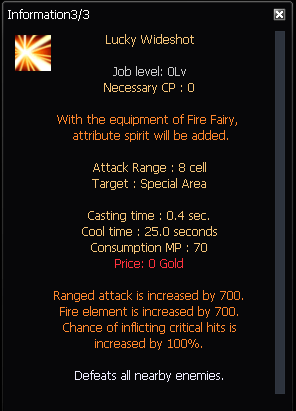 Information3/3
Lucky Wideshot
Job level: 0Lv
Necessary CP : 0
With the equipment of Fire Fairy,
attribute spirit will be added.
Attack Range : 8 cell
Target : Special Area
Casting time : 0.4 sec.
Cool time : 25.0 seconds
Consumption MP : 70
Price: 0 Gold
Ranged attack is increased by 700.
Fire element is increased by 700.
Chance of inflicting critical hits is
increased by 100%.
Defeats all nearby enemies.